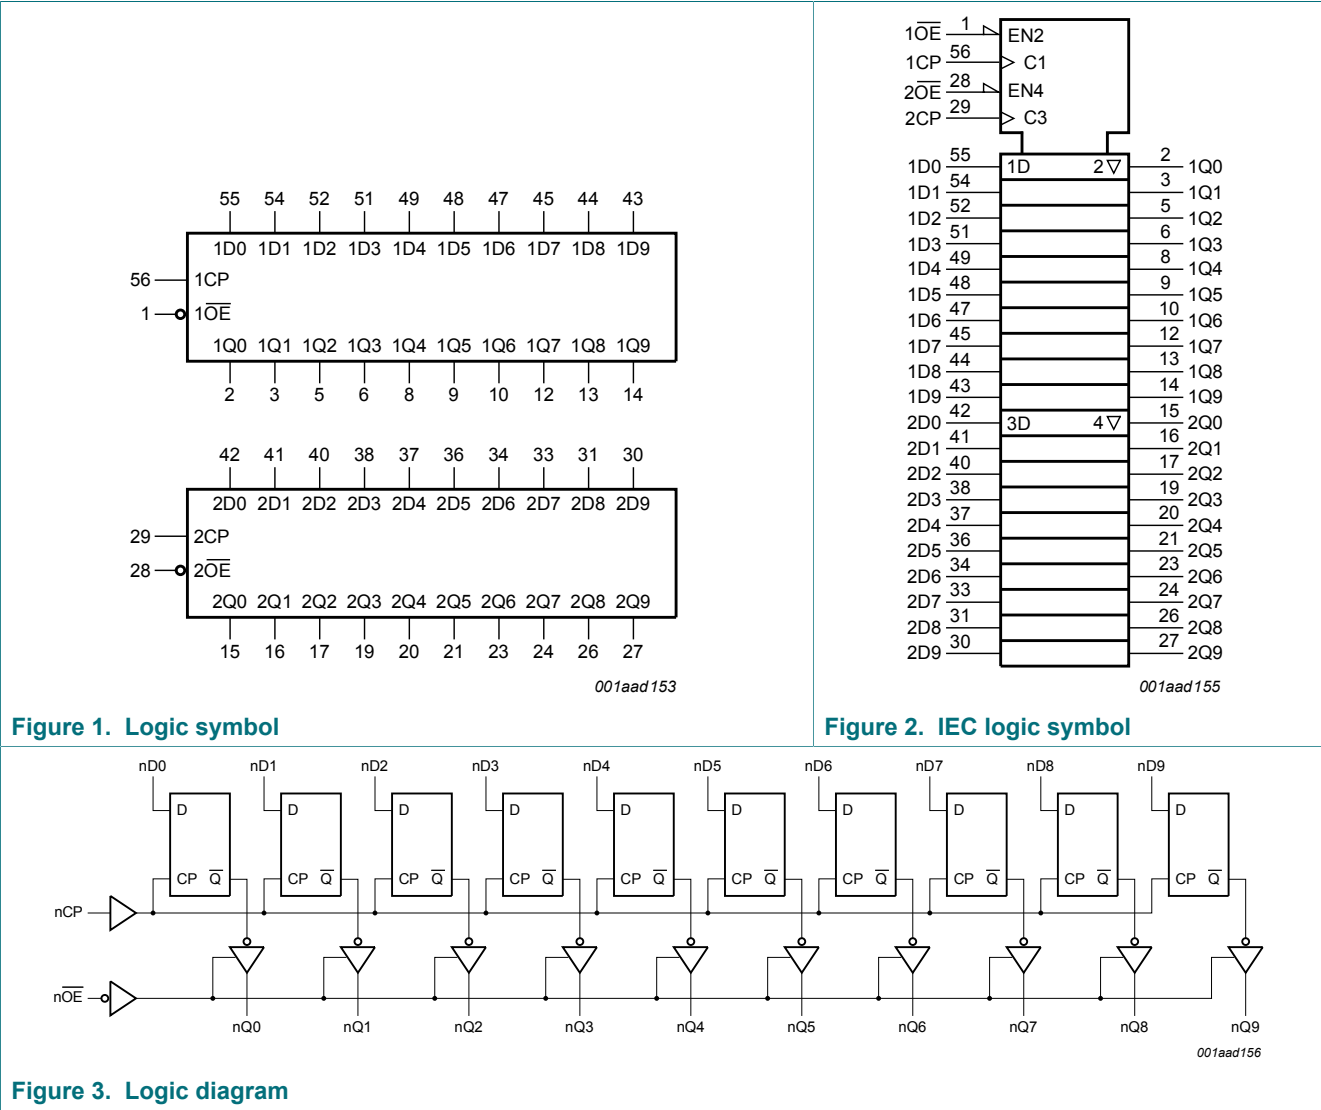 55 54 52 51 49 48 47 45 44 43
1D0 1D1 1D2 1D3 1D4 1D5 1D6 1D7 1D8 1D9
56 1CP
1 1O̅E̅
1Q0 1Q1 1Q2 1Q3 1Q4 1Q5 1Q6 1Q7 1Q8 1Q9
2 3 5 6 8 9 10 12 13 14
42 41 40 38 37 36 34 33 31 30
2D0 2D1 2D2 2D3 2D4 2D5 2D6 2D7 2D8 2D9
29 2CP
28 2O̅E̅
2Q0 2Q1 2Q2 2Q3 2Q4 2Q5 2Q6 2Q7 2Q8 2Q9
15 16 17 19 20 21 23 24 26 27
001aad153
Figure 1. Logic symbol
1O̅E̅ 1 EN2
1CP 56 C1
2O̅E̅ 28 EN4
2CP 29 C3
1D0 55 1D 2▽ 2 1Q0
1D1 54 3 1Q1
1D2 52 5 1Q2
1D3 51 6 1Q3
1D4 49 8 1Q4
1D5 48 9 1Q5
1D6 47 10 1Q6
1D7 45 12 1Q7
1D8 44 13 1Q8
1D9 43 14 1Q9
2D0 42 3D 4▽ 15 2Q0
2D1 41 16 2Q1
2D2 40 17 2Q2
2D3 38 19 2Q3
2D4 37 20 2Q4
2D5 36 21 2Q5
2D6 34 23 2Q6
2D7 33 24 2Q7
2D8 31 26 2Q8
2D9 30 27 2Q9
001aad155
Figure 2. IEC logic symbol
nD0 nD1 nD2 nD3 nD4 nD5 nD6 nD7 nD8 nD9
D D D D D D D D D D
CP Q̅ CP Q̅ CP Q̅ CP Q̅ CP Q̅ CP Q̅ CP Q̅ CP Q̅ CP Q̅ CP Q̅
nCP
nO̅E̅
nQ0 nQ1 nQ2 nQ3 nQ4 nQ5 nQ6 nQ7 nQ8 nQ9
001aad156
Figure 3. Logic diagram